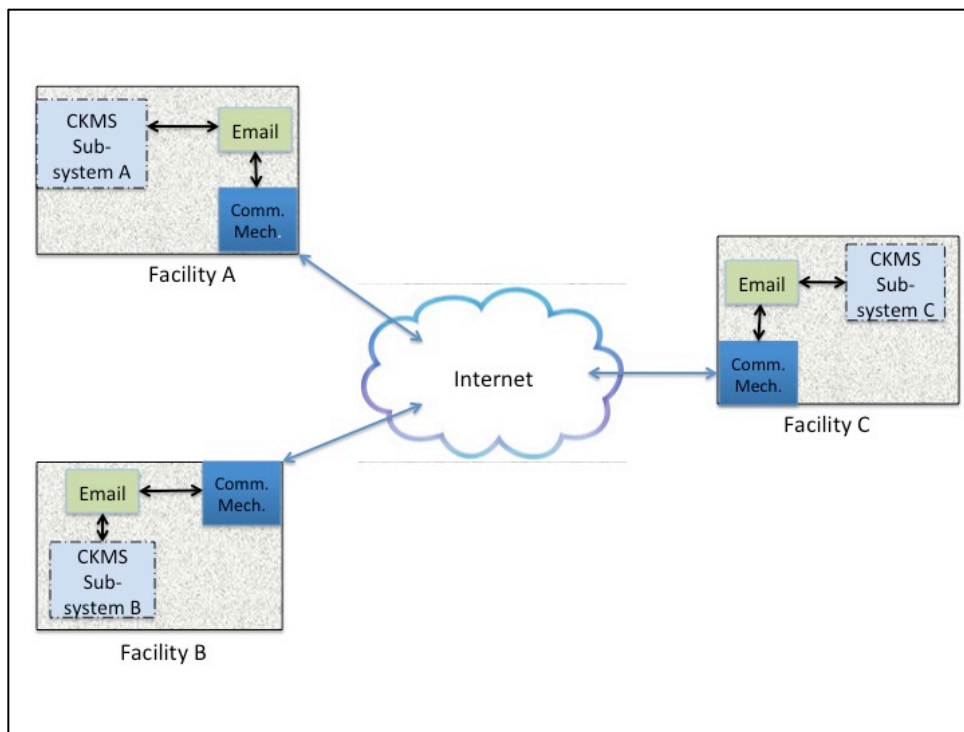 CKMS
Sub-
system A
Email
Comm.
Mech.
Facility A
Internet
Email
CKMS
Sub-
system C
Comm.
Mech.
Facility C
Email
Comm.
Mech.
CKMS
Sub-
system B
Facility B